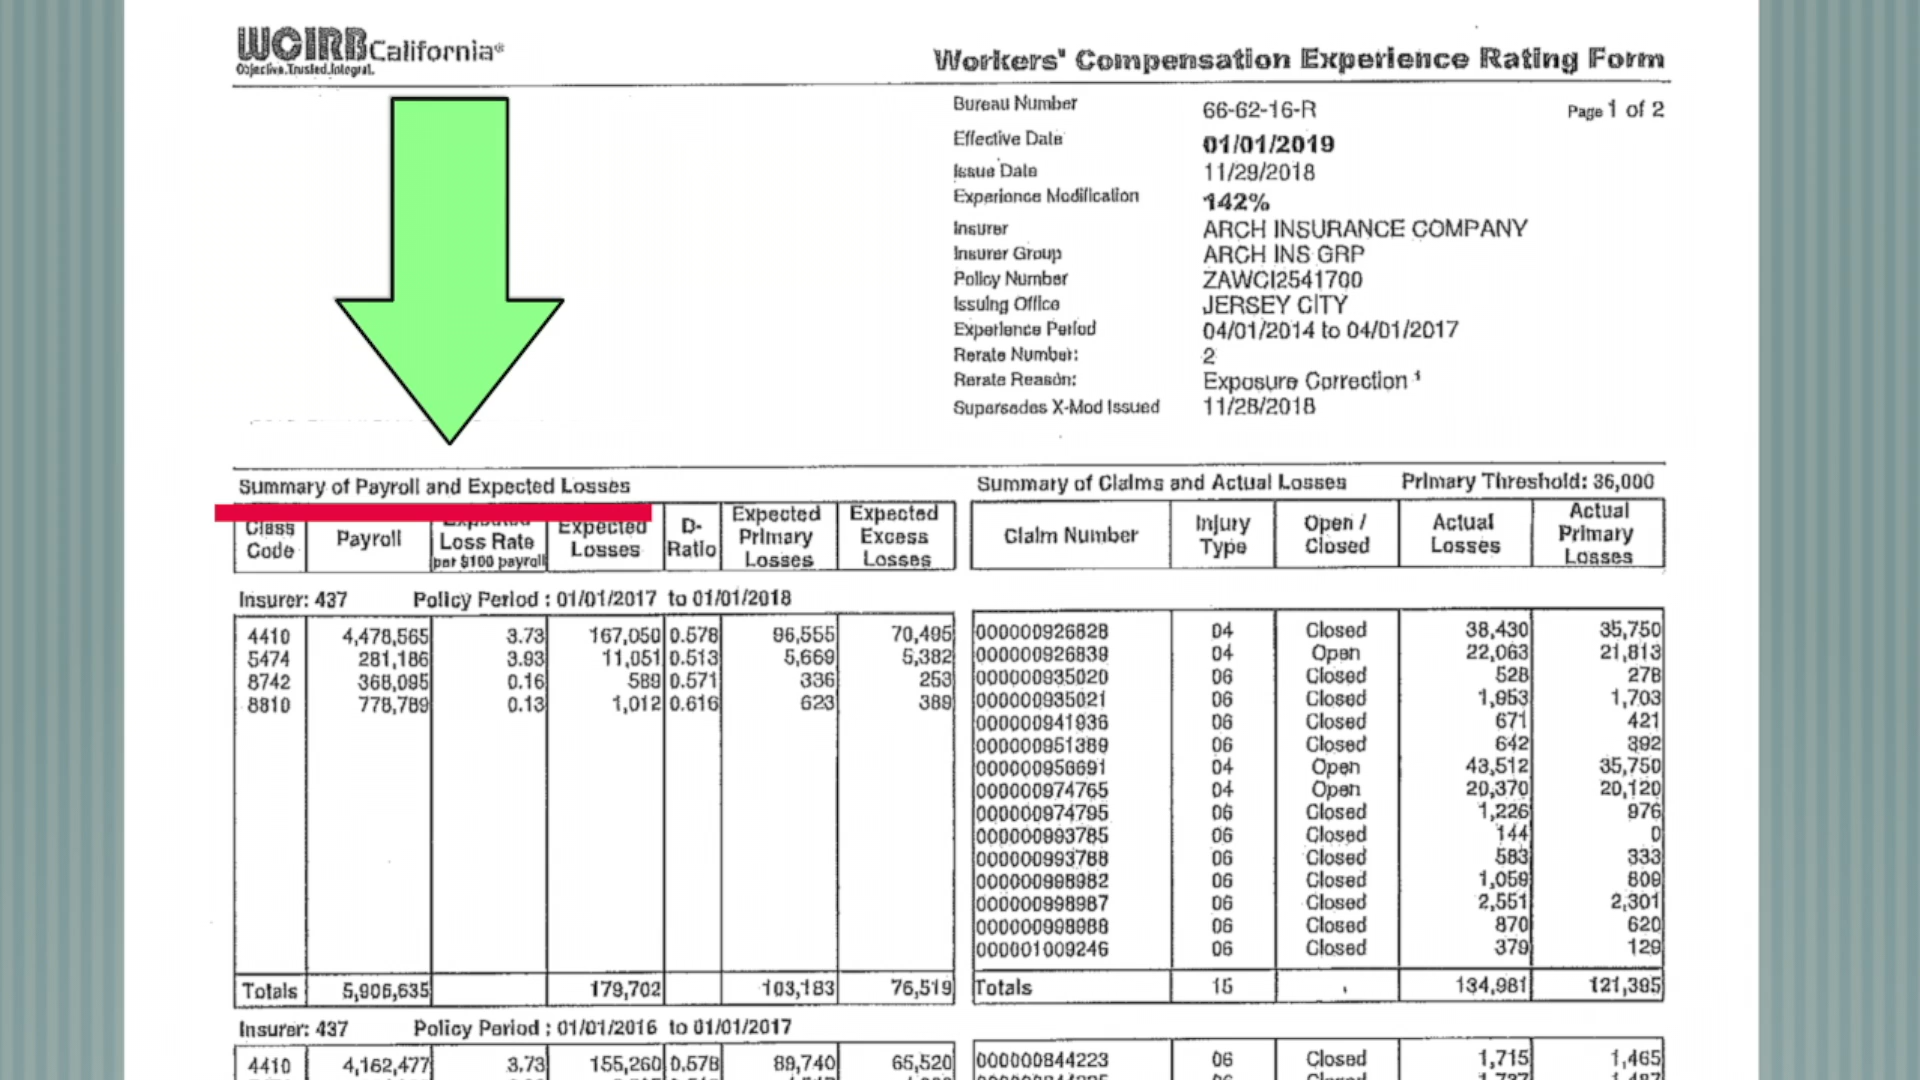 WCIRB California®
Objective.Trusted.Integral.
Workers' Compensation Experience Rating Form
Page 1 of 2
Bureau Number 66-62-16-R
Effective Date 01/01/2019
Issue Date 11/29/2018
Experience Modification 142%
Insurer ARCH INSURANCE COMPANY
Insurer Group ARCH INS GRP
Policy Number ZAWCI2541700
Issuing Office JERSEY CITY
Experience Period 04/01/2014 to 04/01/2017
Rerate Number: 2
Rerate Reason: Exposure Correction ¹
Supersedes X-Mod Issued 11/28/2018
Summary of Payroll and Expected Losses
Class Code Payroll Expected Loss Rate per $100 payroll Expected Losses D-Ratio Expected Primary Losses Expected Excess Losses
Insurer: 437 Policy Period : 01/01/2017 to 01/01/2018
4410 4,478,565 3.73 167,050 0.578 96,555 70,495
5474 281,186 3.93 11,051 0.513 5,669 5,382
8742 368,095 0.16 589 0.571 336 253
8810 778,789 0.13 1,012 0.616 623 389
Totals 5,906,635 179,702 103,183 76,519
Insurer: 437 Policy Period : 01/01/2016 to 01/01/2017
4410 4,162,477 3.73 155,260 0.578 89,740 65,520
Summary of Claims and Actual Losses Primary Threshold: 36,000
Claim Number Injury Type Open / Closed Actual Losses Actual Primary Losses
000000926828 04 Closed 38,430 35,750
000000926839 04 Open 22,063 21,813
000000935020 06 Closed 528 278
000000935021 06 Closed 1,953 1,703
000000941936 06 Closed 671 421
000000951389 06 Closed 642 392
000000956691 04 Open 43,512 35,750
000000974765 04 Open 20,370 20,120
000000974795 06 Closed 1,226 976
000000993785 06 Closed 144 0
000000993788 06 Closed 583 333
000000998982 06 Closed 1,059 809
000000998987 06 Closed 2,551 2,301
000000998988 06 Closed 870 620
000001009246 06 Closed 379 129
Totals 15 134,981 121,395
000000844223 06 Closed 1,715 1,465